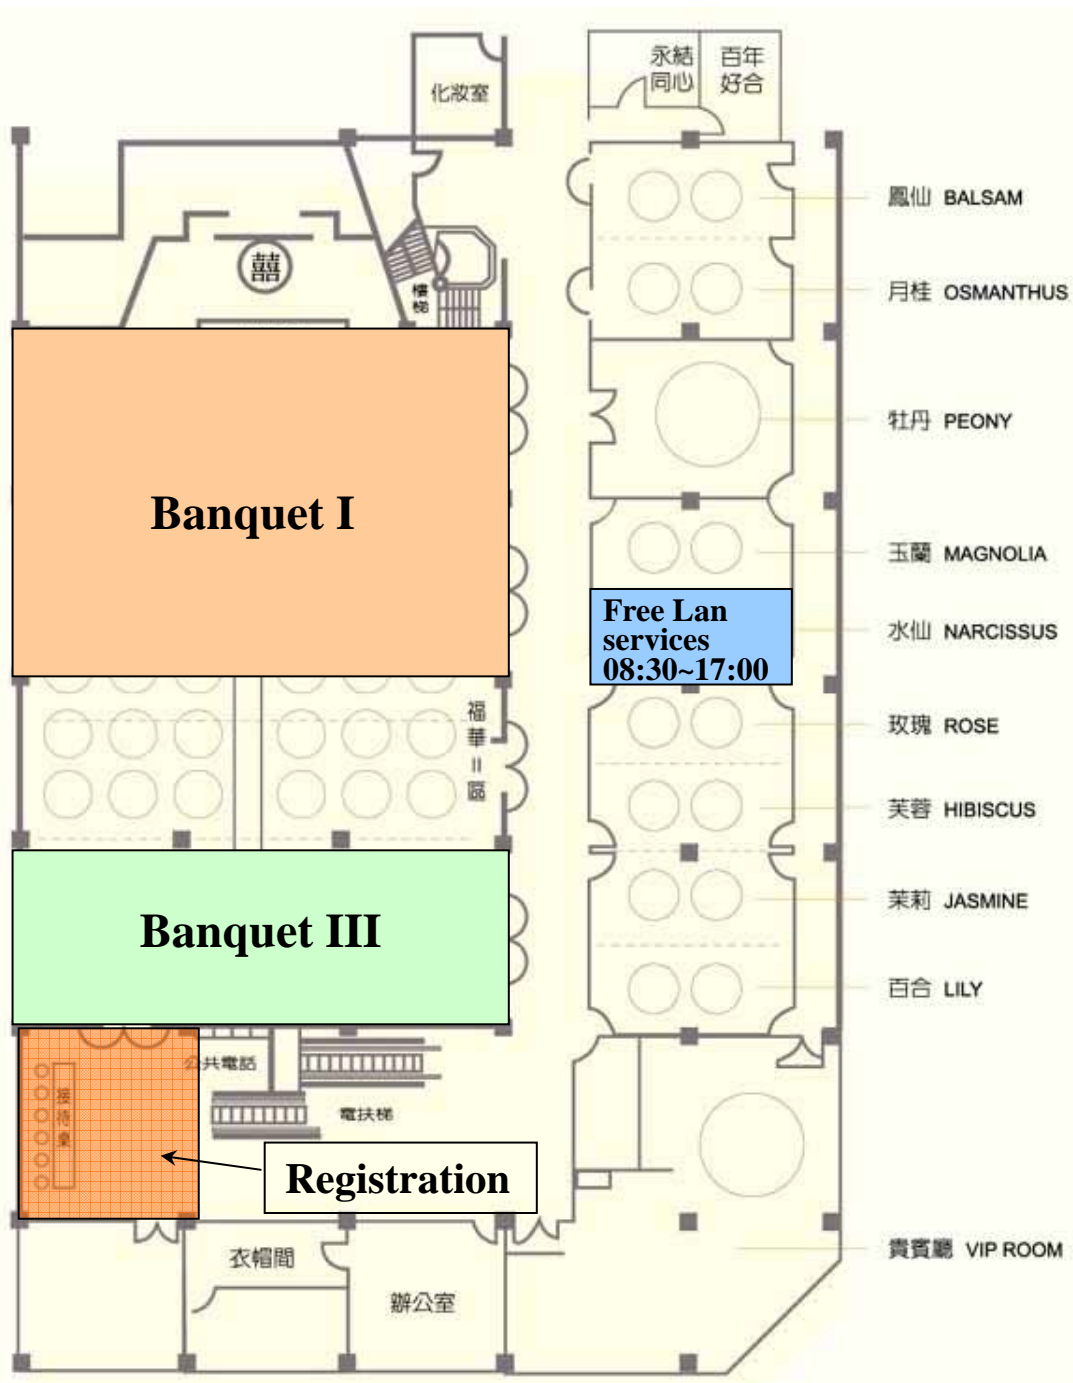 永結
同心
百年
好合
化妝室
鳳仙 BALSAM
囍
樓梯
月桂 OSMANTHUS
牡丹 PEONY
Banquet I
玉蘭 MAGNOLIA
Free Lan
services
08:30~17:00
水仙 NARCISSUS
福華II區
玫瑰 ROSE
芙蓉 HIBISCUS
茉莉 JASMINE
Banquet III
百合 LILY
公共電話
接待桌
電扶梯
Registration
衣帽間
貴賓廳 VIP ROOM
辦公室